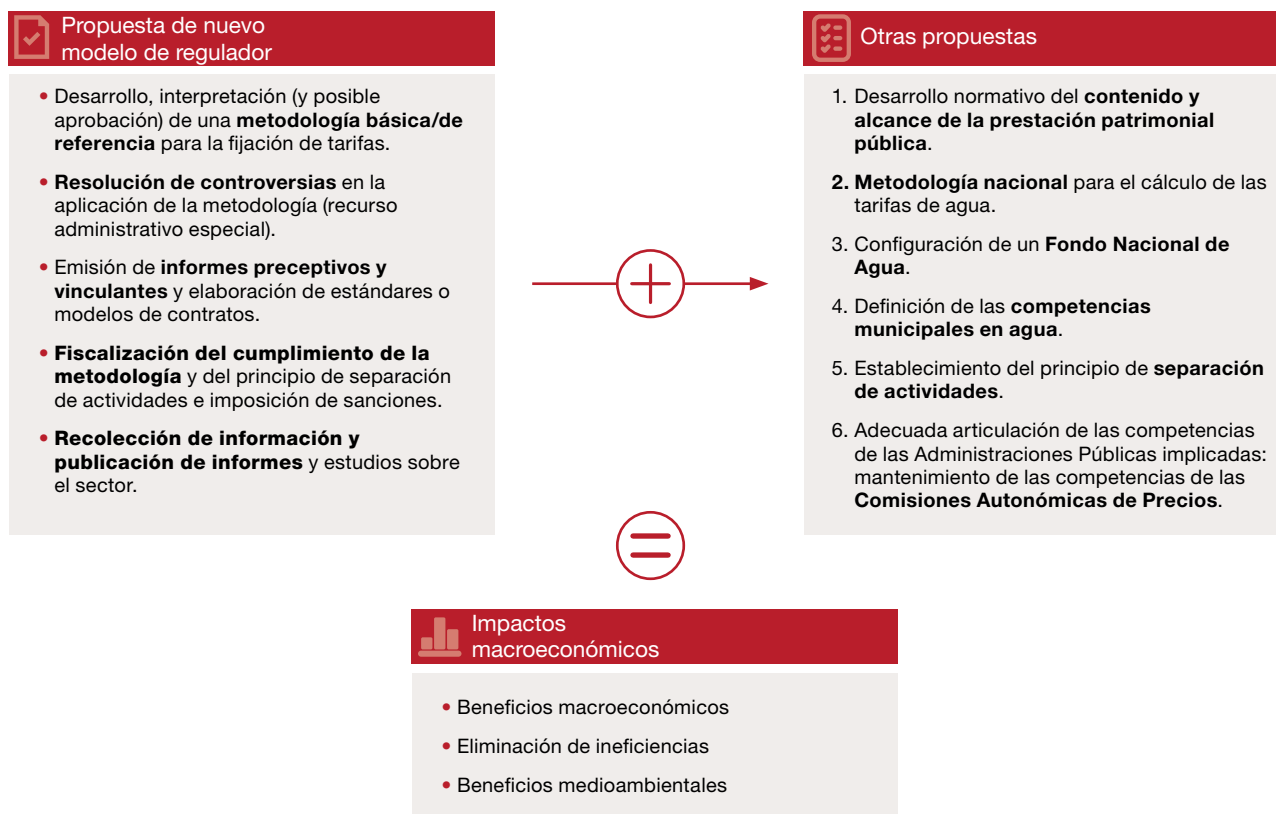 Propuesta de nuevo
modelo de regulador
• Desarrollo, interpretación (y posible
aprobación) de una metodología básica/de
referencia para la fijación de tarifas.
• Resolución de controversias en la
aplicación de la metodología (recurso
administrativo especial).
• Emisión de informes preceptivos y
vinculantes y elaboración de estándares o
modelos de contratos.
• Fiscalización del cumplimiento de la
metodología y del principio de separación
de actividades e imposición de sanciones.
• Recolección de información y
publicación de informes y estudios sobre
el sector.
Otras propuestas
1. Desarrollo normativo del contenido y
alcance de la prestación patrimonial
pública.
2. Metodología nacional para el cálculo de las
tarifas de agua.
3. Configuración de un Fondo Nacional de
Agua.
4. Definición de las competencias
municipales en agua.
5. Establecimiento del principio de separación
de actividades.
6. Adecuada articulación de las competencias
de las Administraciones Públicas implicadas:
mantenimiento de las competencias de las
Comisiones Autonómicas de Precios.
Impactos
macroeconómicos
• Beneficios macroeconómicos
• Eliminación de ineficiencias
• Beneficios medioambientales